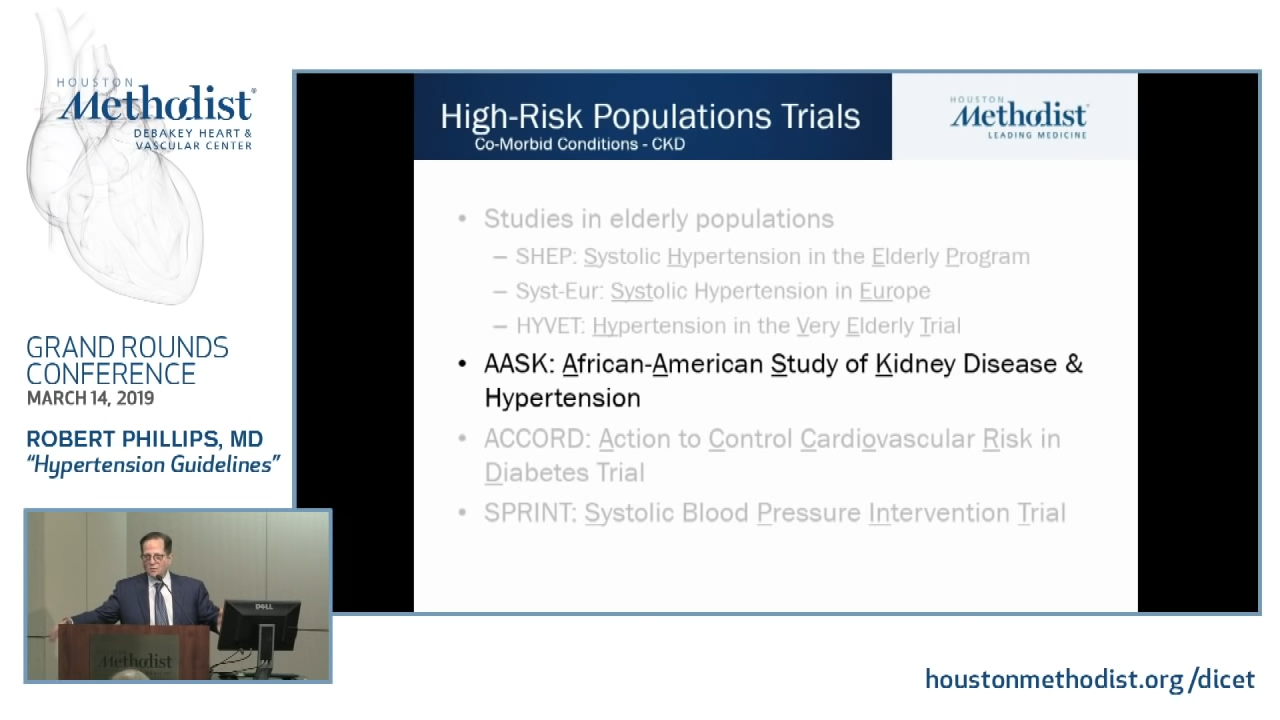 HOUSTON
Methodist®
DEBAKEY HEART &
VASCULAR CENTER
GRAND ROUNDS
CONFERENCE
MARCH 14, 2019
ROBERT PHILLIPS, MD
“Hypertension Guidelines”
High-Risk Populations Trials
Co-Morbid Conditions - CKD
HOUSTON
Methodist
LEADING MEDICINE
• Studies in elderly populations
– SHEP: Systolic Hypertension in the Elderly Program
– Syst-Eur: Systolic Hypertension in Europe
– HYVET: Hypertension in the Very Elderly Trial
• AASK: African-American Study of Kidney Disease &
Hypertension
• ACCORD: Action to Control Cardiovascular Risk in
Diabetes Trial
• SPRINT: Systolic Blood Pressure Intervention Trial
DELL
HOUSTON
Methodist
houstonmethodist.org/dicet